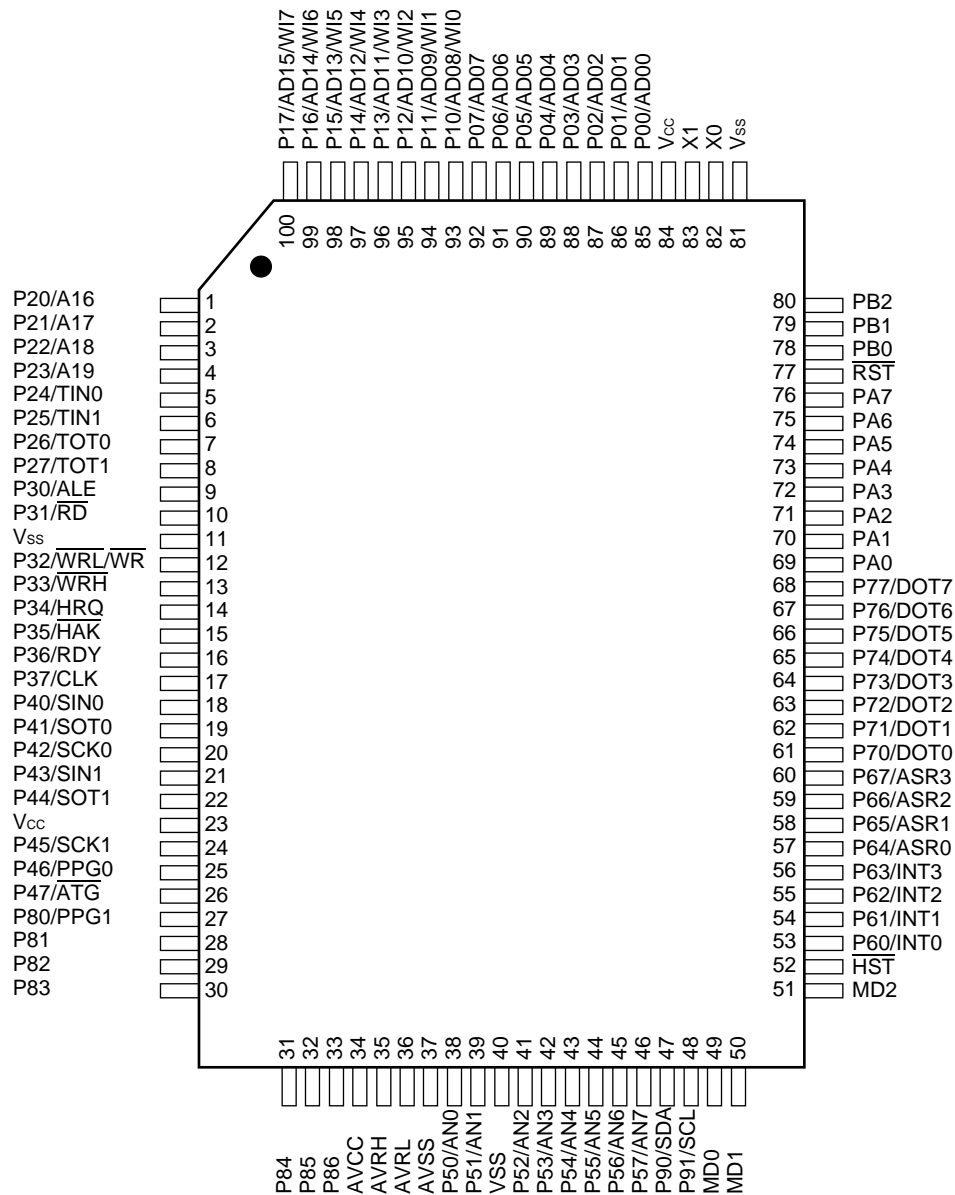 P17/AD15/WI7
P16/AD14/WI6
P15/AD13/WI5
P14/AD12/WI4
P13/AD11/WI3
P12/AD10/WI2
P11/AD09/WI1
P10/AD08/WI0
P07/AD07
P06/AD06
P05/AD05
P04/AD04
P03/AD03
P02/AD02
P01/AD01
P00/AD00
Vcc
X1
X0
Vss
100
99
98
97
96
95
94
93
92
91
90
89
88
87
86
85
84
83
82
81
P20/A16 1
P21/A17 2
P22/A18 3
P23/A19 4
P24/TIN0 5
P25/TIN1 6
P26/TOT0 7
P27/TOT1 8
P30/ALE 9
P31/RD 10
Vss 11
P32/WRL/WR 12
P33/WRH 13
P34/HRQ 14
P35/HAK 15
P36/RDY 16
P37/CLK 17
P40/SIN0 18
P41/SOT0 19
P42/SCK0 20
P43/SIN1 21
P44/SOT1 22
Vcc 23
P45/SCK1 24
P46/PPG0 25
P47/ATG 26
P80/PPG1 27
P81 28
P82 29
P83 30
80 PB2
79 PB1
78 PB0
77 RST
76 PA7
75 PA6
74 PA5
73 PA4
72 PA3
71 PA2
70 PA1
69 PA0
68 P77/DOT7
67 P76/DOT6
66 P75/DOT5
65 P74/DOT4
64 P73/DOT3
63 P72/DOT2
62 P71/DOT1
61 P70/DOT0
60 P67/ASR3
59 P66/ASR2
58 P65/ASR1
57 P64/ASR0
56 P63/INT3
55 P62/INT2
54 P61/INT1
53 P60/INT0
52 HST
51 MD2
31
32
33
34
35
36
37
38
39
40
41
42
43
44
45
46
47
48
49
50
P84
P85
P86
AVCC
AVRH
AVRL
AVSS
P50/AN0
P51/AN1
VSS
P52/AN2
P53/AN3
P54/AN4
P55/AN5
P56/AN6
P57/AN7
P90/SDA
P91/SCL
MD0
MD1